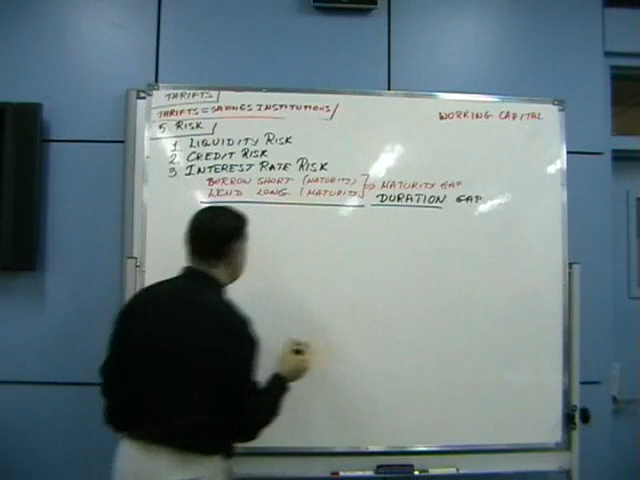 THRIFTS
THRIFTS = SAVINGS INSTITUTIONS
WORKING CAPITAL
5. RISK
1. LIQUIDITY RISK
2. CREDIT RISK
3 INTEREST RATE RISK
BORROW SHORT (MATURITY) ⇒ MATURITY GAP
LEND LONG (MATURITY) DURATION GAP